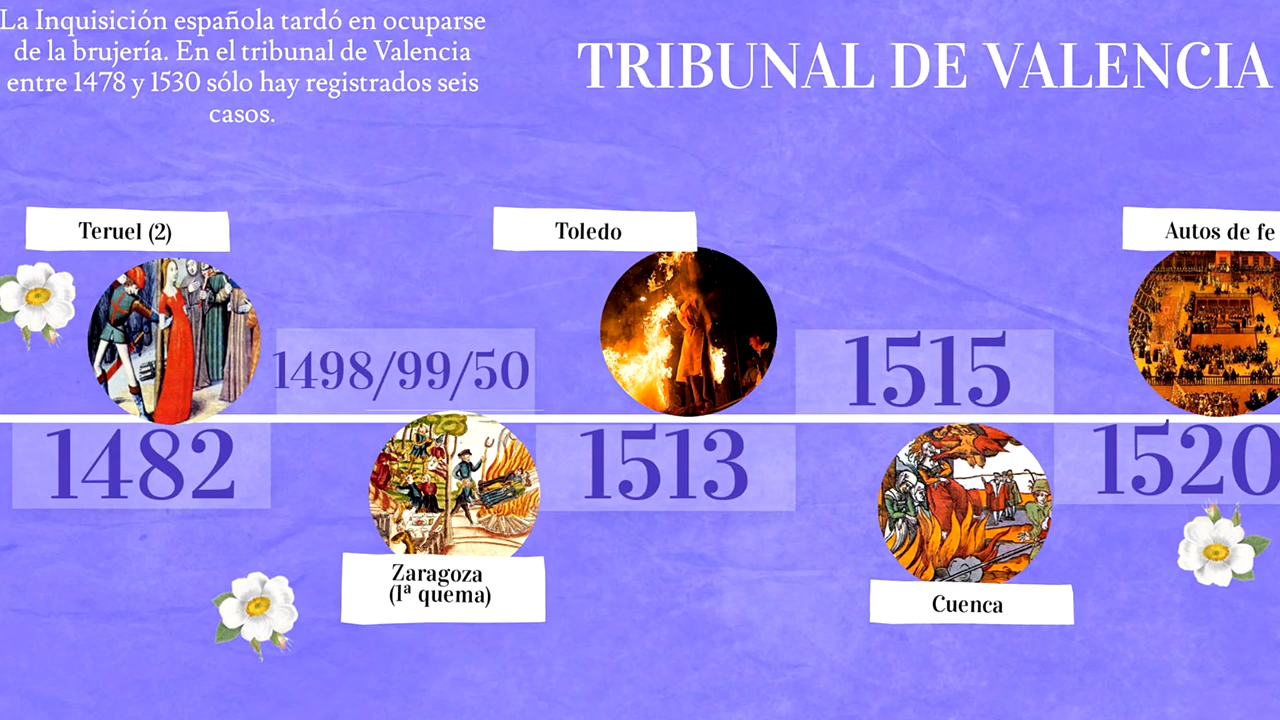 La Inquisición española tardó en ocuparse
de la brujería. En el tribunal de Valencia
entre 1478 y 1530 sólo hay registrados seis
casos.
TRIBUNAL DE VALENCIA
Teruel (2)
1482
1498/99/50
Zaragoza
(1ª quema)
Toledo
1513
1515
Cuenca
Autos de fe
1520